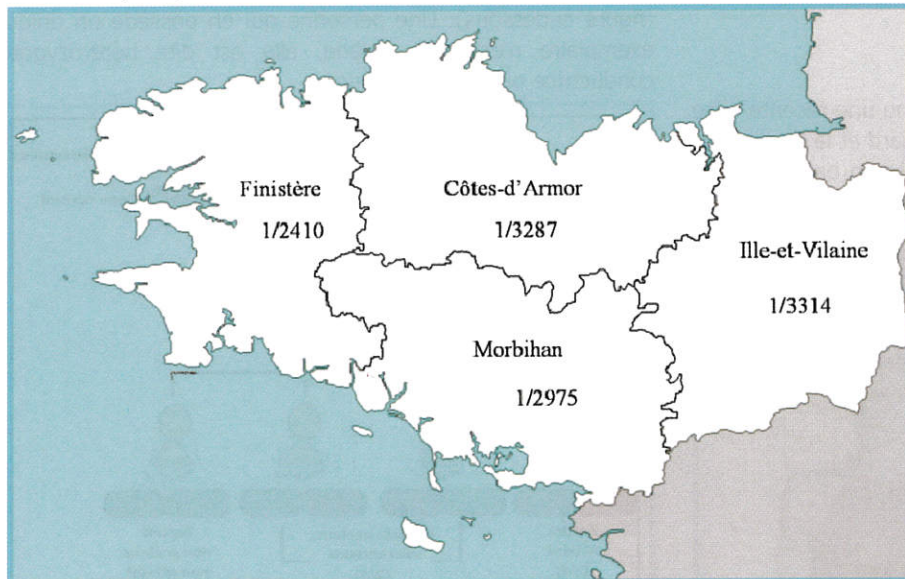 Finistère
1/2410
Côtes-d'Armor
1/3287
Ille-et-Vilaine
1/3314
Morbihan
1/2975